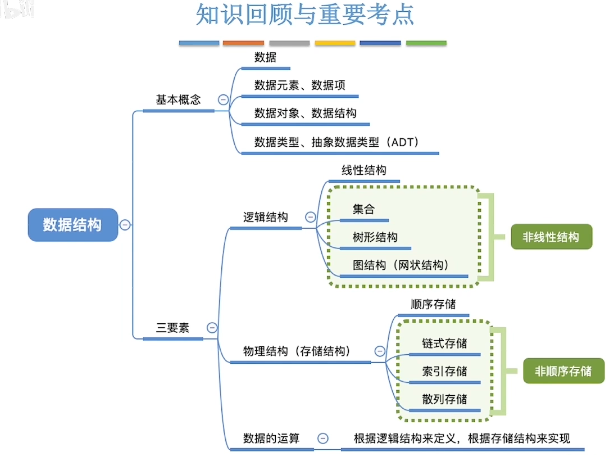 知识回顾与重要考点
数据
基本概念
数据元素、数据项
数据对象、数据结构
数据类型、抽象数据类型（ADT）
数据结构
线性结构
逻辑结构
集合
树形结构
图结构（网状结构）
非线性结构
三要素
顺序存储
物理结构（存储结构）
链式存储
索引存储
散列存储
非顺序存储
数据的运算
根据逻辑结构来定义，根据存储结构来实现